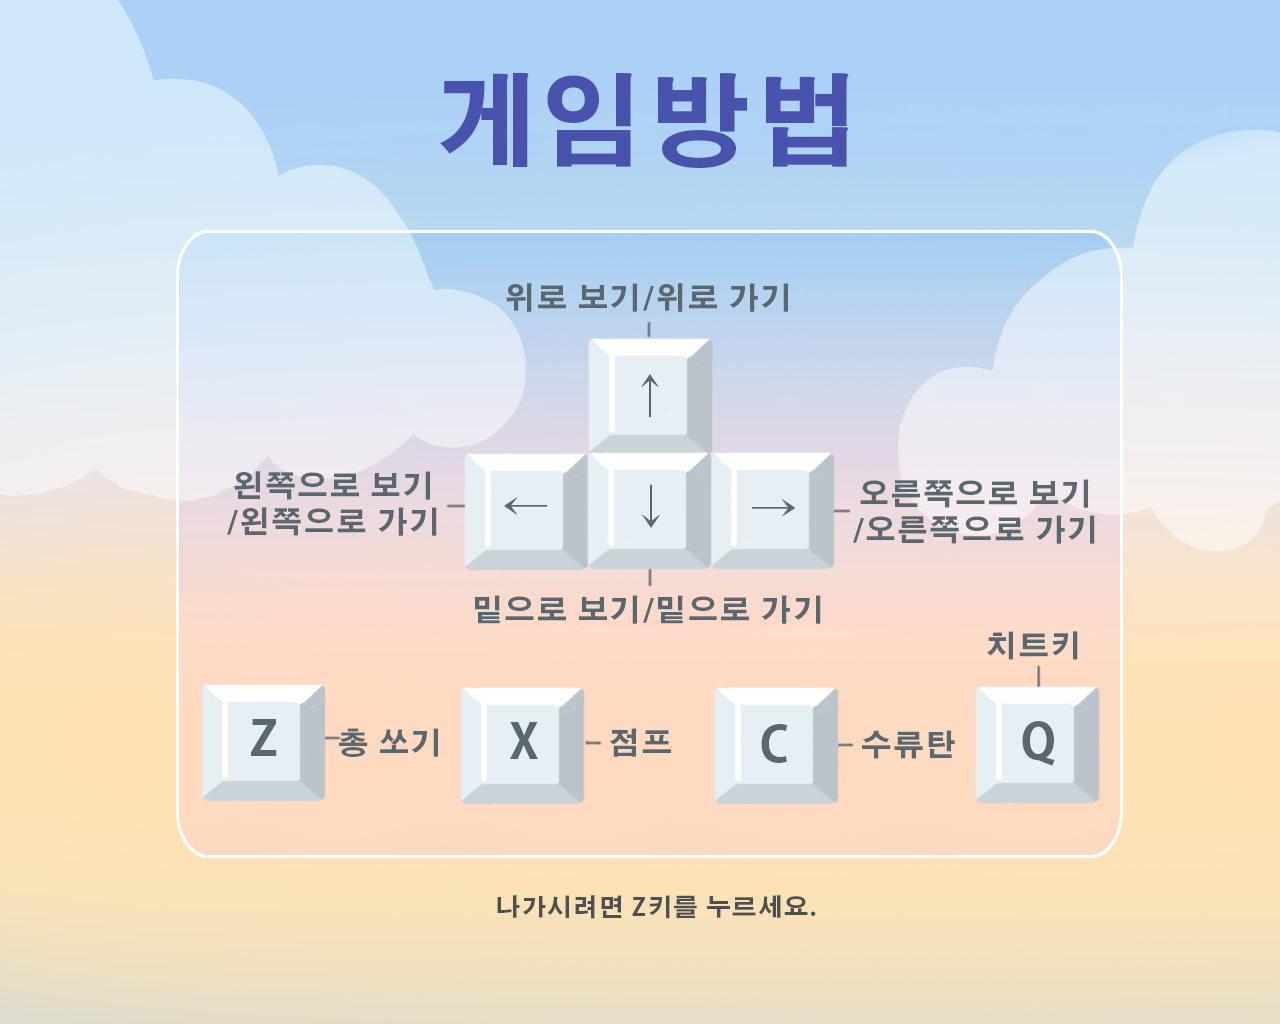 게임방법
위로 보기/위로 가기
↑
왼쪽으로 보기
/왼쪽으로 가기
←
↓
→
오른쪽으로 보기
/오른쪽으로 가기
밑으로 보기/밑으로 가기
치트키
Z
총 쏘기
X
점프
C
수류탄
Q
나가시려면 Z키를 누르세요.